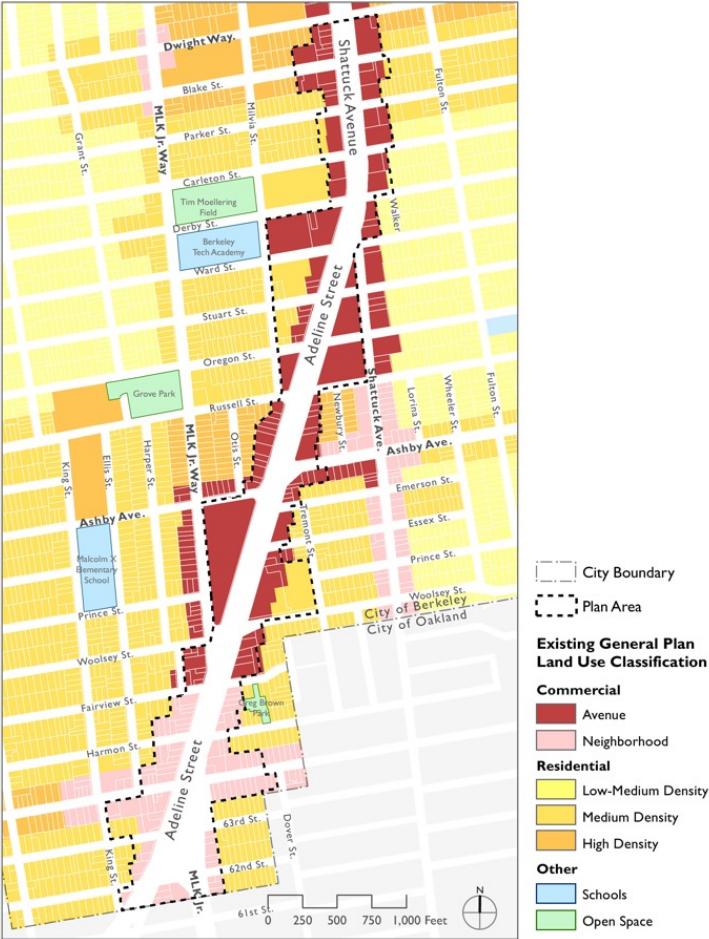 Dwight Way.
Shattuck Avenue
Blake St.
Fulton St.
MLK Jr. Way
Milvia St.
Parker St.
Grant St.
Carleton St.
Tim Moellering
Field
Walker
Derby St.
Berkeley
Tech Academy
Ward St.
Adeline Street
Stuart St.
Oregon St.
Grove Park
Shattuck Ave.
Russell St.
Newbury St.
Lorina St.
Wheeler St.
Fulton St.
MLK Jr. Way
Otis St.
Harper St.
Ellis St.
King St.
Ashby Ave.
Emerson St.
Tremont St.
Essex St.
Ashby Ave.
Malcolm X
Elementary
School
Prince St.
Woolsey St.
City of Berkeley
City of Oakland
Prince St.
Woolsey St.
Fairview St.
Greg Brown
Park
Harmon St.
Adeline Street
63rd St.
Dover St.
King St.
62nd St.
MLK Jr.
61st St.
0 250 500 750 1,000 Feet
N
City Boundary
Plan Area
Existing General Plan
Land Use Classification
Commercial
Avenue
Neighborhood
Residential
Low-Medium Density
Medium Density
High Density
Other
Schools
Open Space